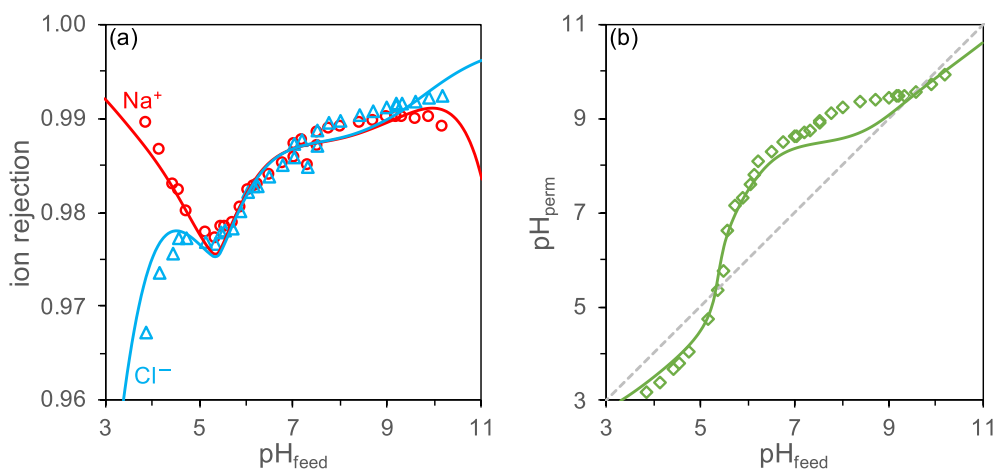 (a)
1.00
0.99
0.98
0.97
0.96
ion rejection
Na⁺
Cl⁻
3 5 7 9 11
pH_feed
(b)
11
9
7
5
3
pH_perm
3 5 7 9 11
pH_feed